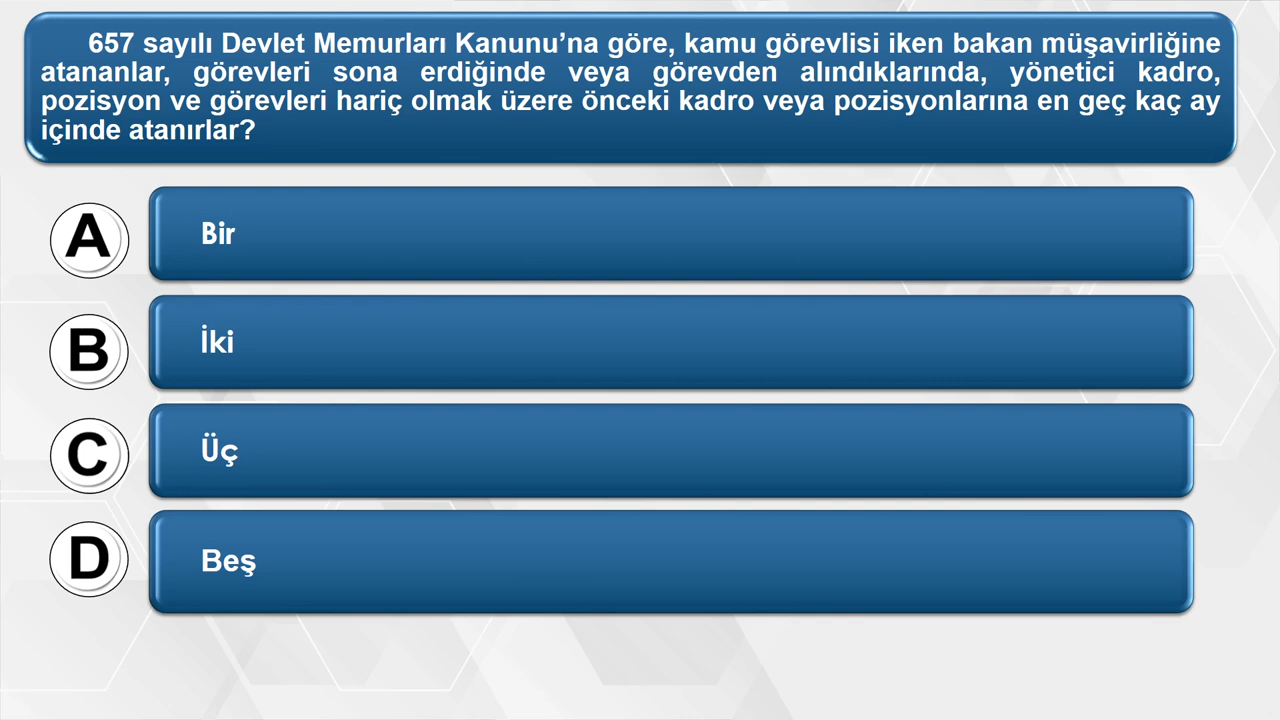 657 sayılı Devlet Memurları Kanunu’na göre, kamu görevlisi iken bakan müşavirliğine
atananlar, görevleri sona erdiğinde veya görevden alındıklarında, yönetici kadro,
pozisyon ve görevleri hariç olmak üzere önceki kadro veya pozisyonlarına en geç kaç ay
içinde atanırlar?
A Bir
B İki
C Üç
D Beş